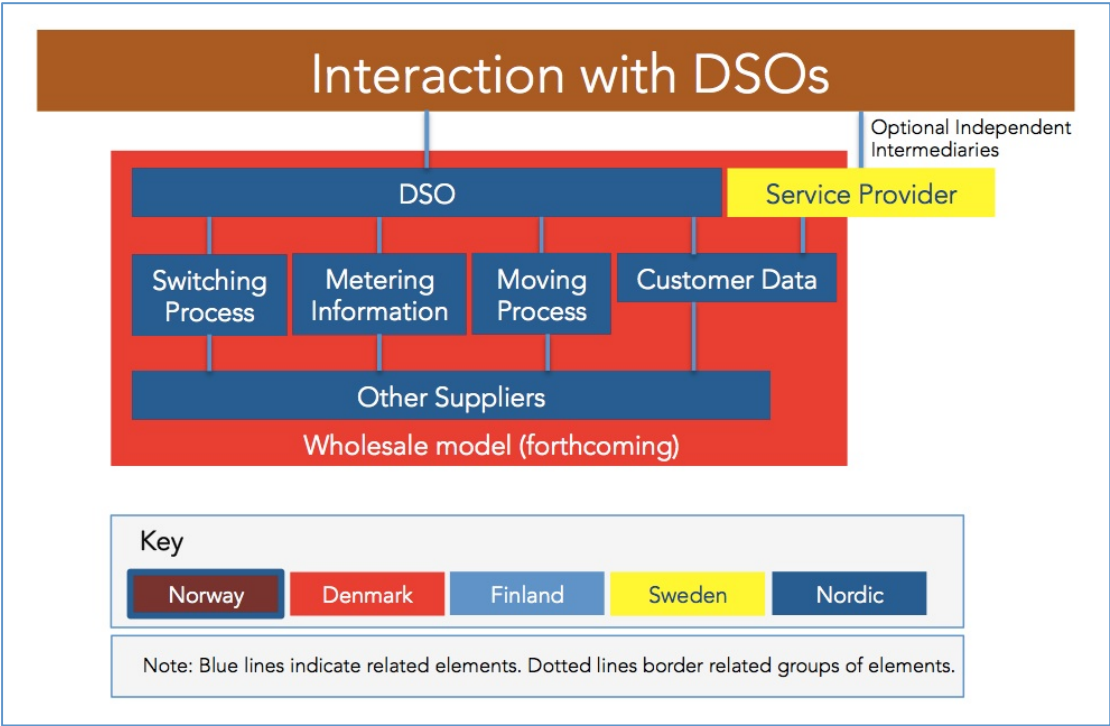 Interaction with DSOs
Optional Independent
Intermediaries
DSO
Service Provider
Switching
Process
Metering
Information
Moving
Process
Customer Data
Other Suppliers
Wholesale model (forthcoming)
Key
Norway
Denmark
Finland
Sweden
Nordic
Note: Blue lines indicate related elements. Dotted lines border related groups of elements.